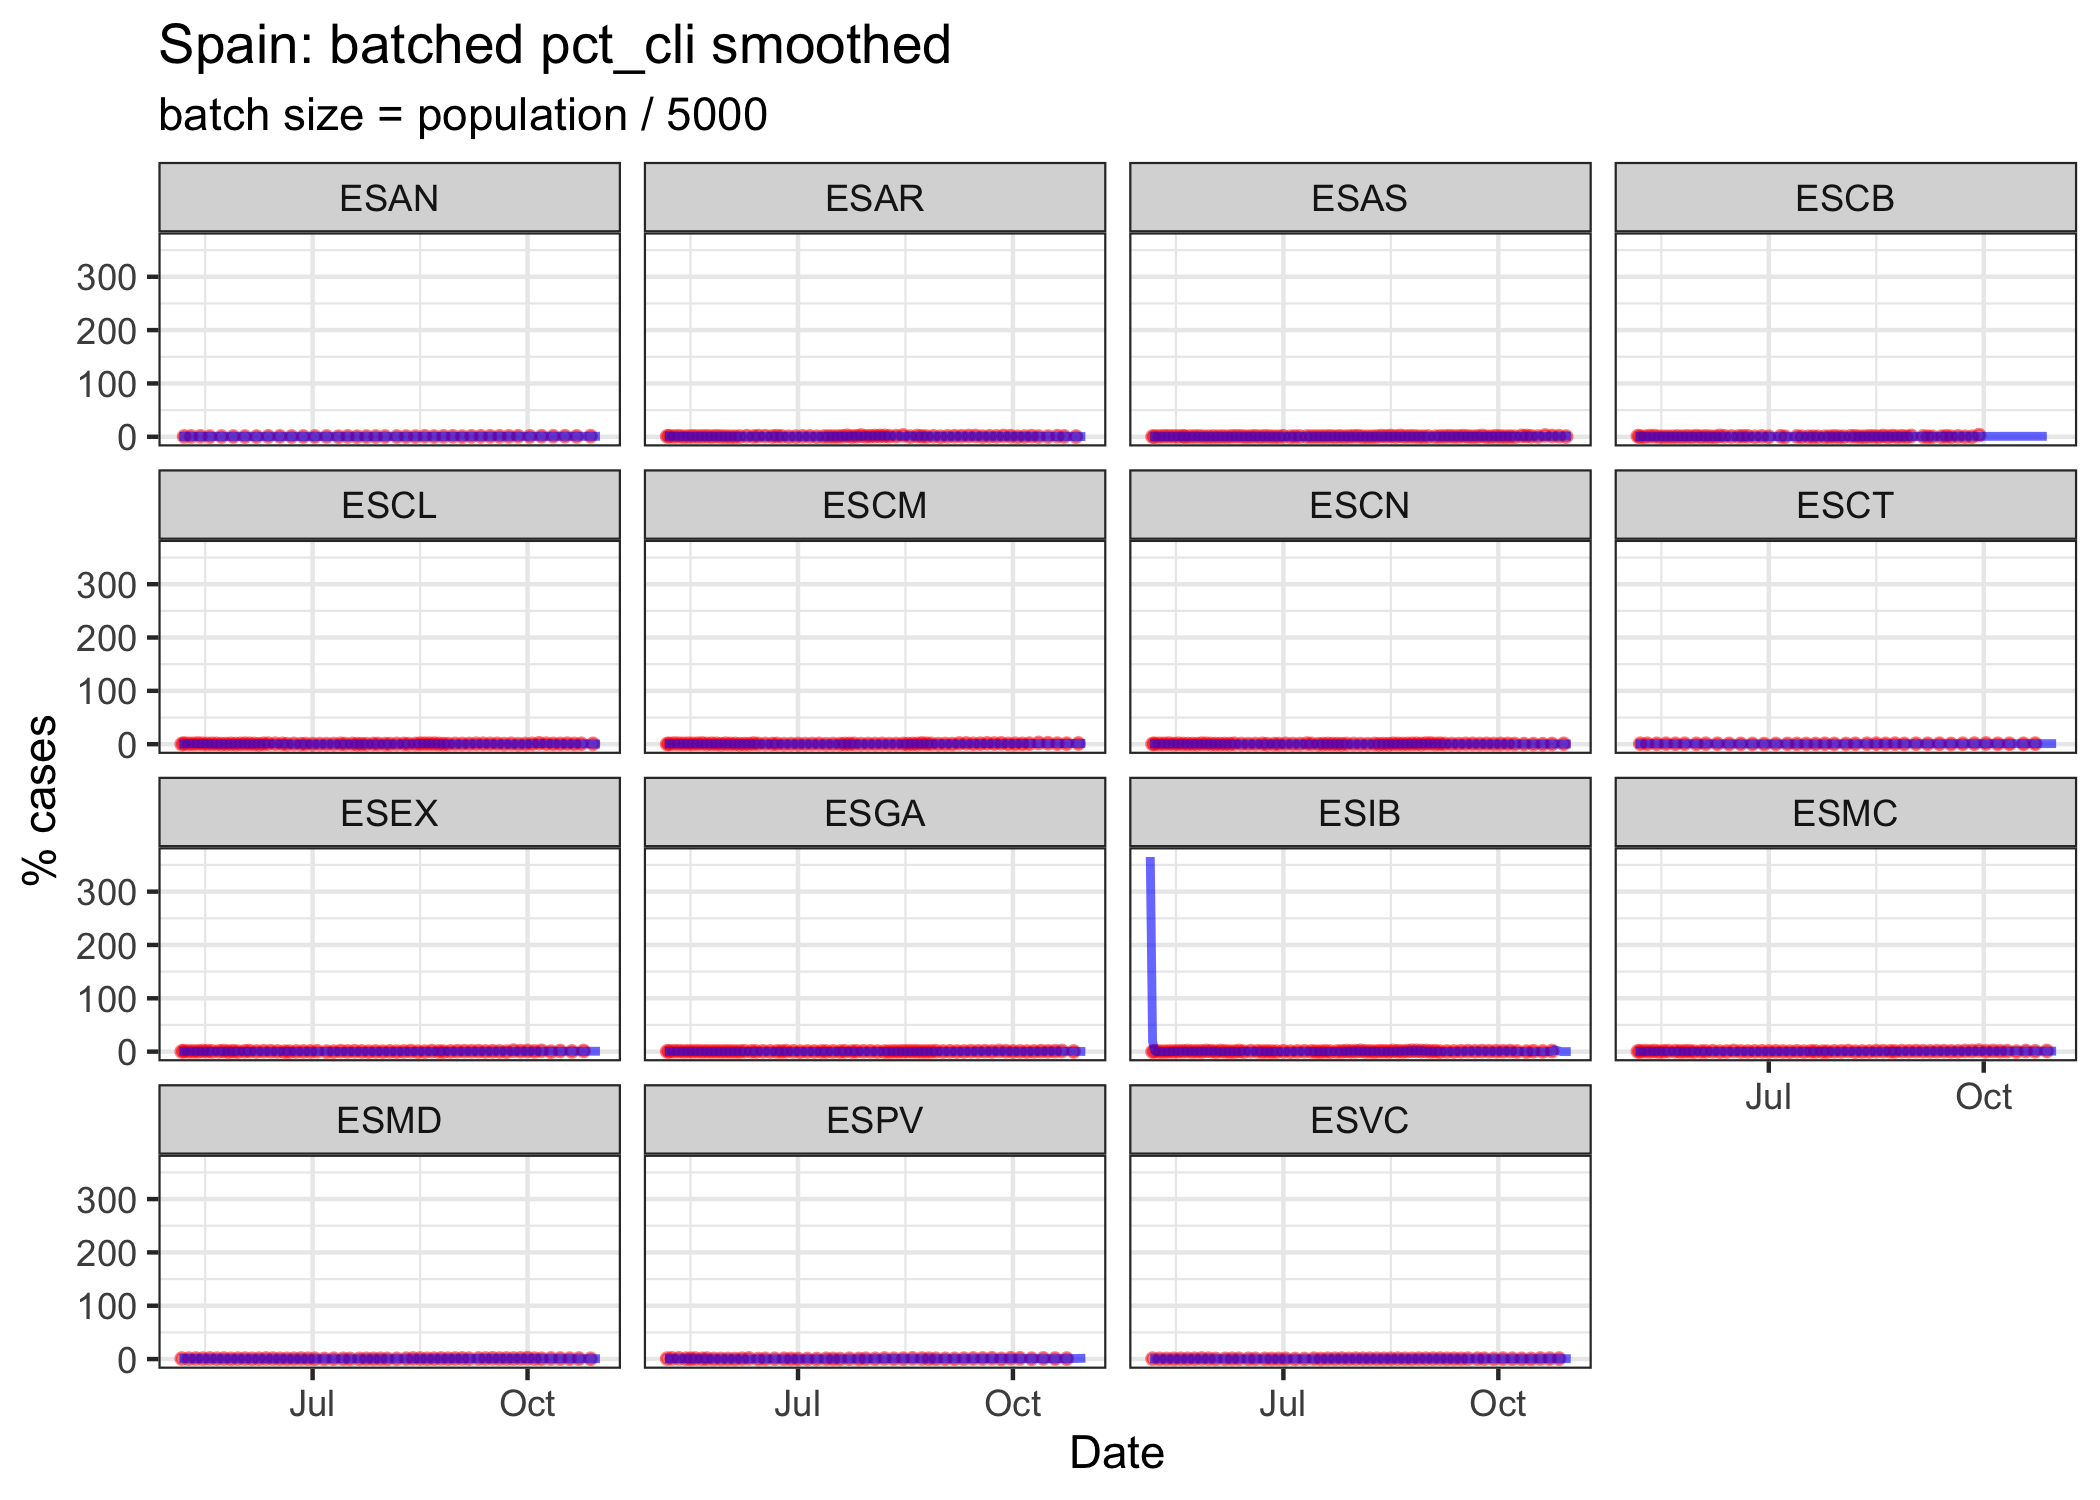 Spain: batched pct_cli smoothed
batch size = population / 5000
ESAN ESAR ESAS ESCB
300
200
100
0
ESCL ESCM ESCN ESCT
300
200
100
0
% cases
ESEX ESGA ESIB ESMC
300
200
100
0
Jul Oct
ESMD ESPV ESVC
300
200
100
0
Jul Oct Jul Oct Jul Oct
Date